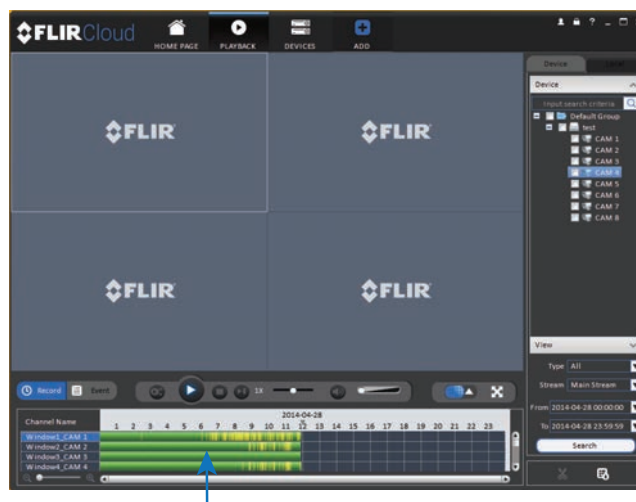 FLIR Cloud
HOME PAGE PLAYBACK DEVICES ADD
?
Device Local
Device
Input search criteria
Default Group
test
CAM 1
CAM 2
CAM 3
CAM 4
CAM 5
CAM 6
CAM 7
CAM 8
FLIR FLIR
FLIR FLIR
View
Type All
Stream Main Stream
From 2014-04-28 00:00:00
To 2014-04-28 23:59:59
Search
Record Event 1X
Channel Name 2014-04-28
1 2 3 4 5 6 7 8 9 10 11 12 13 14 15 16 17 18 19 20 21 22 23
Window1_CAM 1
Window2_CAM 2
Window3_CAM 3
Window4_CAM 4